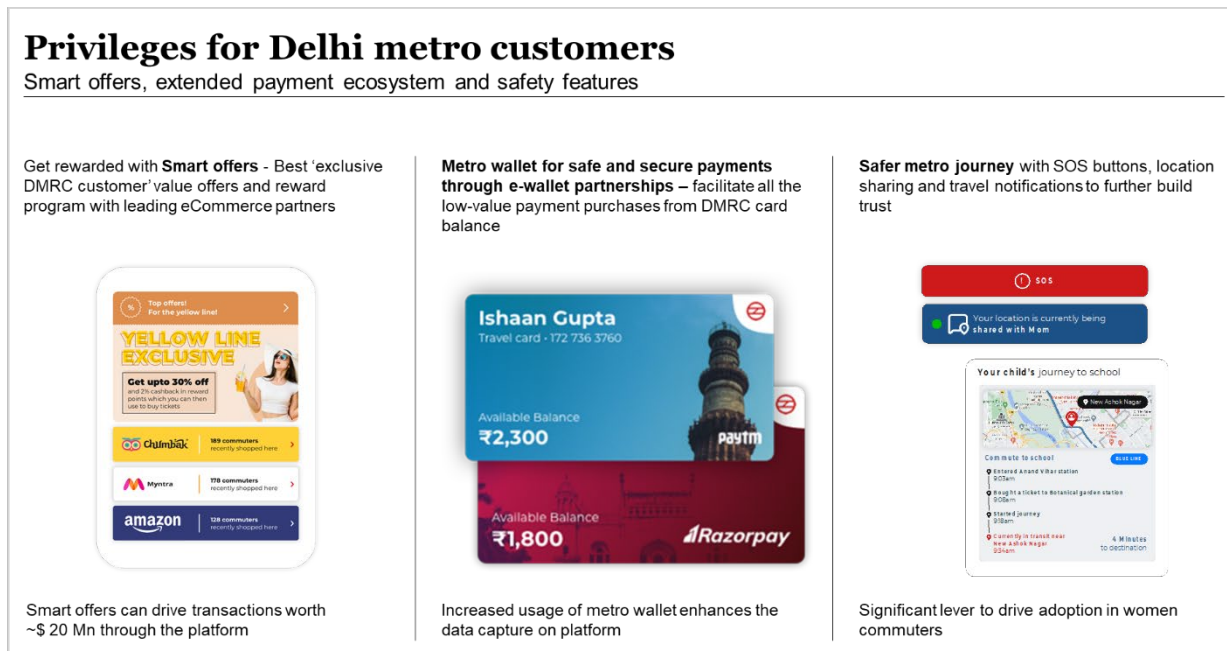 Privileges for Delhi metro customers
Smart offers, extended payment ecosystem and safety features
Get rewarded with Smart offers - Best ‘exclusive
DMRC customer’ value offers and reward
program with leading eCommerce partners
%
Top offers!
For the yellow line!
YELLOW LINE
EXCLUSIVE
Get upto 30% off
and 2% cashback in reward
points which you can then
use to buy tickets
Chumbak
189 commuters
recently shopped here
Myntra
178 commuters
recently shopped here
amazon
128 commuters
recently shopped here
Smart offers can drive transactions worth
~$ 20 Mn through the platform
Metro wallet for safe and secure payments
through e-wallet partnerships – facilitate all the
low-value payment purchases from DMRC card
balance
Ishaan Gupta
Travel card - 172 736 3760
Available Balance
₹2,300
paytm
Available Balance
₹1,800
Razorpay
Increased usage of metro wallet enhances the
data capture on platform
Safer metro journey with SOS buttons, location
sharing and travel notifications to further build
trust
SOS
Your location is currently being
shared with Mom
Your child's journey to school
New Ashok Nagar
Commute to school
BLUE LINE
Entered Anand Vihar station
9:03am
Bought a ticket to Botanical garden station
9:08am
Started journey
9:18am
Currently in transit near
New Ashok Nagar
9:34am
4 Minutes
to destination
Significant lever to drive adoption in women
commuters